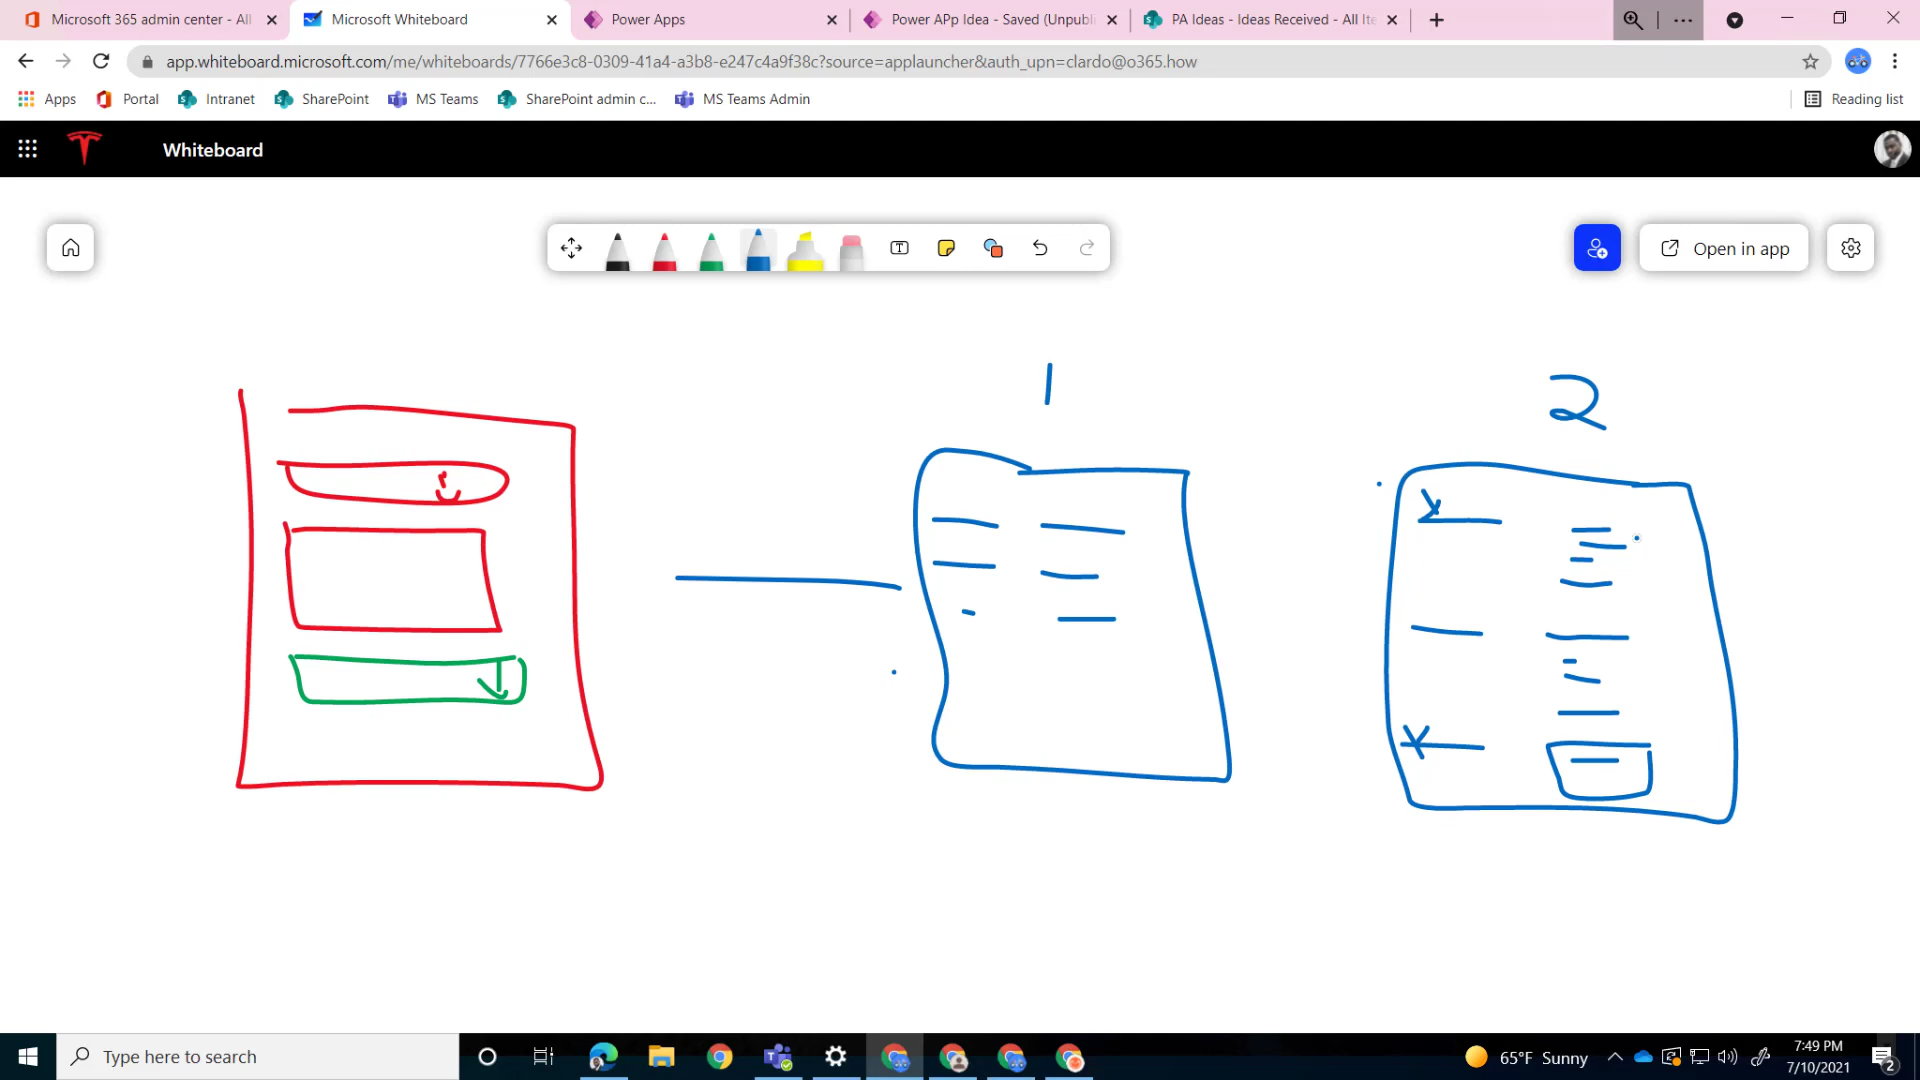 Microsoft 365 admin center - All
Microsoft Whiteboard
Power Apps
Power APp Idea - Saved (Unpubli
PA Ideas - Ideas Received - All Ite
app.whiteboard.microsoft.com/me/whiteboards/7766e3c8-0309-41a4-a3b8-e247c4a9f38c?source=applauncher&auth_upn=clardo@o365.how
Apps
Portal
Intranet
SharePoint
MS Teams
SharePoint admin c...
MS Teams Admin
Reading list
Whiteboard
Open in app
1
2
Type here to search
65°F Sunny
7:49 PM
7/10/2021
2